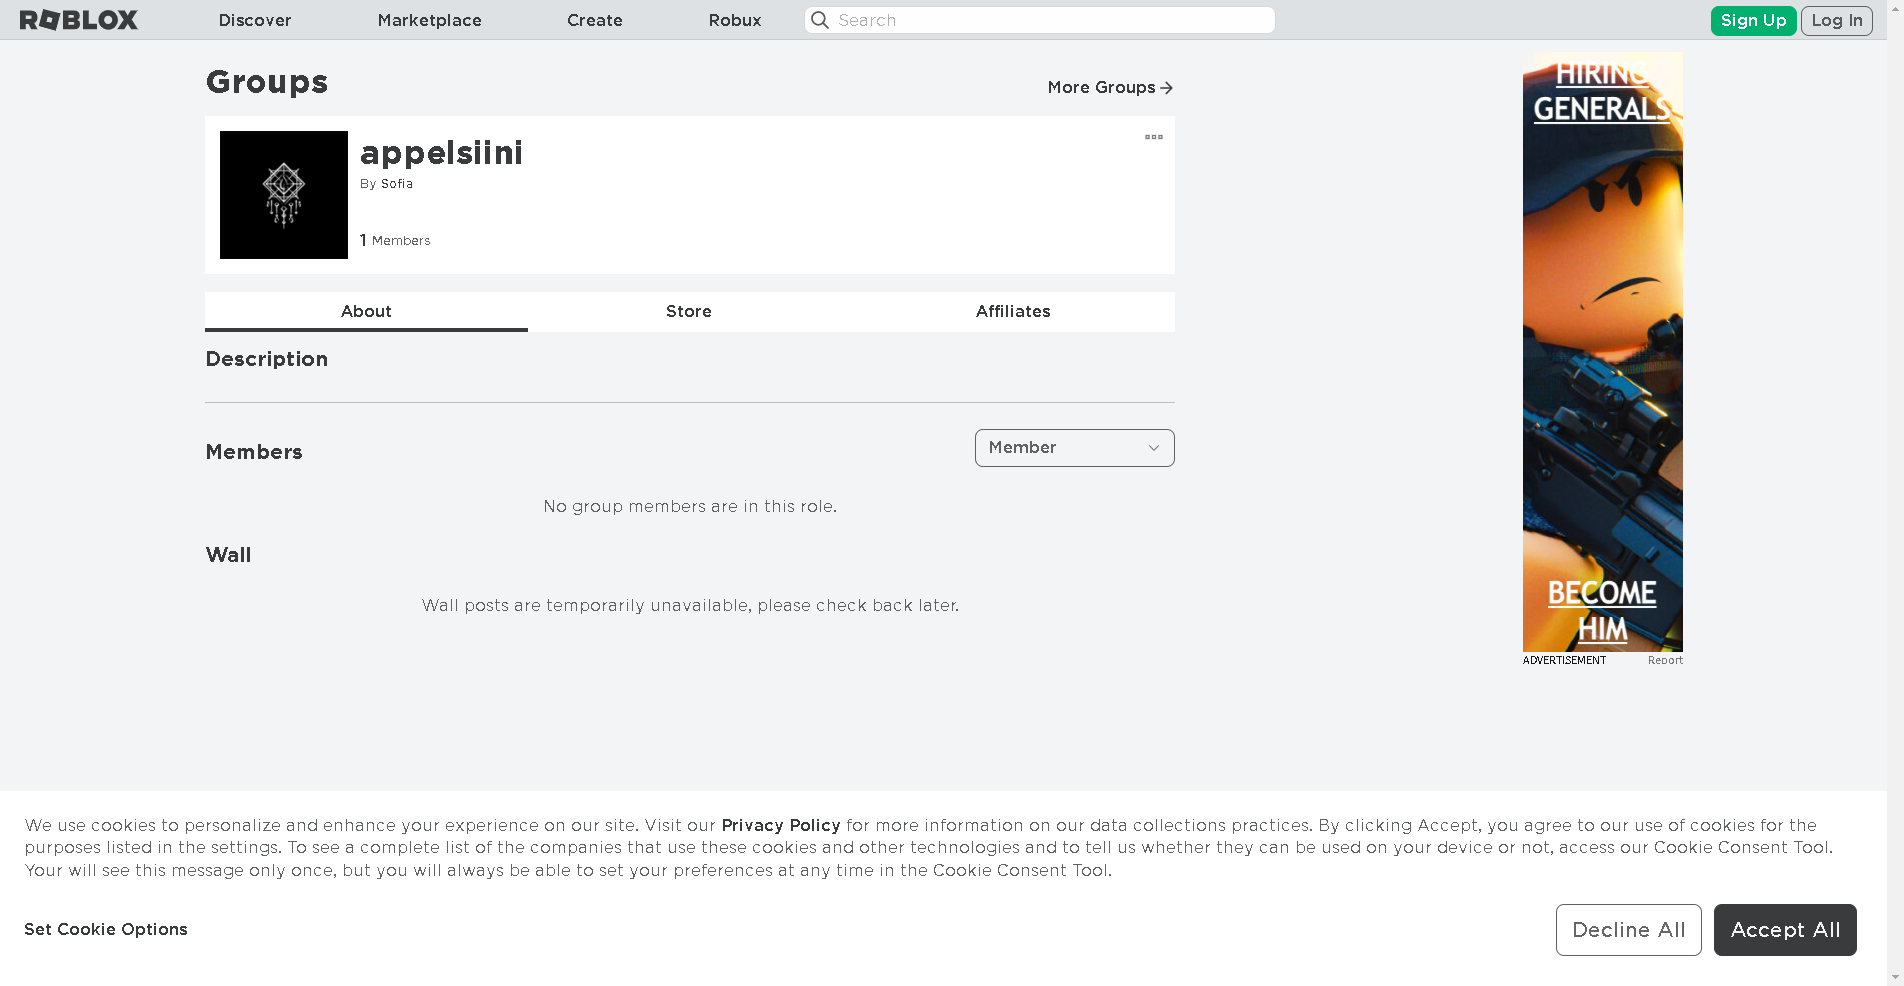 ROBLOX Discover Marketplace Create Robux Search Sign Up Log In
Groups
More Groups
appelsiini
By Sofia
1 Members
About Store Affiliates
Description
Members
Member
No group members are in this role.
Wall
Wall posts are temporarily unavailable, please check back later.
HIRING
GENERALS
BECOME
HIM
ADVERTISEMENT Report
We use cookies to personalize and enhance your experience on our site. Visit our Privacy Policy for more information on our data collections practices. By clicking Accept, you agree to our use of cookies for the
purposes listed in the settings. To see a complete list of the companies that use these cookies and other technologies and to tell us whether they can be used on your device or not, access our Cookie Consent Tool.
Your will see this message only once, but you will always be able to set your preferences at any time in the Cookie Consent Tool.
Set Cookie Options
Decline All Accept All